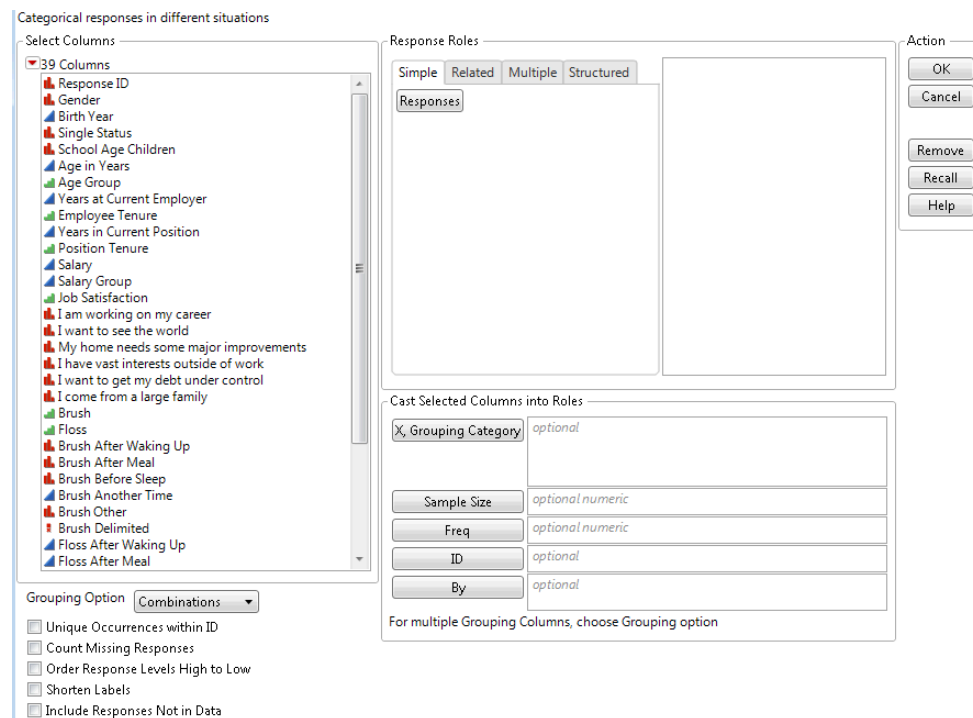 Categorical responses in different situations
Select Columns
39 Columns
Response ID
Gender
Birth Year
Single Status
School Age Children
Age in Years
Age Group
Years at Current Employer
Employee Tenure
Years in Current Position
Position Tenure
Salary
Salary Group
Job Satisfaction
I am working on my career
I want to see the world
My home needs some major improvements
I have vast interests outside of work
I want to get my debt under control
I come from a large family
Brush
Floss
Brush After Waking Up
Brush After Meal
Brush Before Sleep
Brush Another Time
Brush Other
Brush Delimited
Floss After Waking Up
Floss After Meal
Grouping Option Combinations
Unique Occurrences within ID
Count Missing Responses
Order Response Levels High to Low
Shorten Labels
Include Responses Not in Data
Response Roles
Simple Related Multiple Structured
Responses
Cast Selected Columns into Roles
X, Grouping Category optional
Sample Size optional numeric
Freq optional numeric
ID optional
By optional
For multiple Grouping Columns, choose Grouping option
Action
OK
Cancel
Remove
Recall
Help